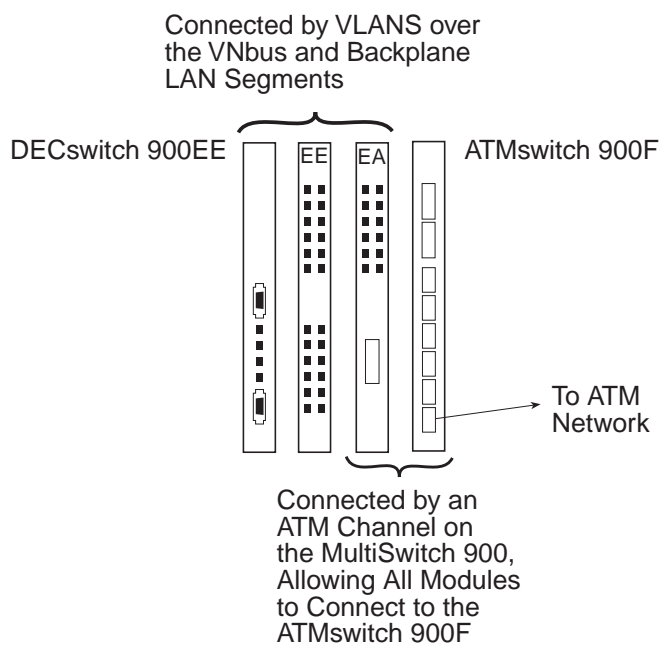 Connected by VLANS over
the VNbus and Backplane
LAN Segments
DECswitch 900EE
EE
EA
ATMswitch 900F
To ATM
Network
Connected by an
ATM Channel on
the MultiSwitch 900,
Allowing All Modules
to Connect to the
ATMswitch 900F